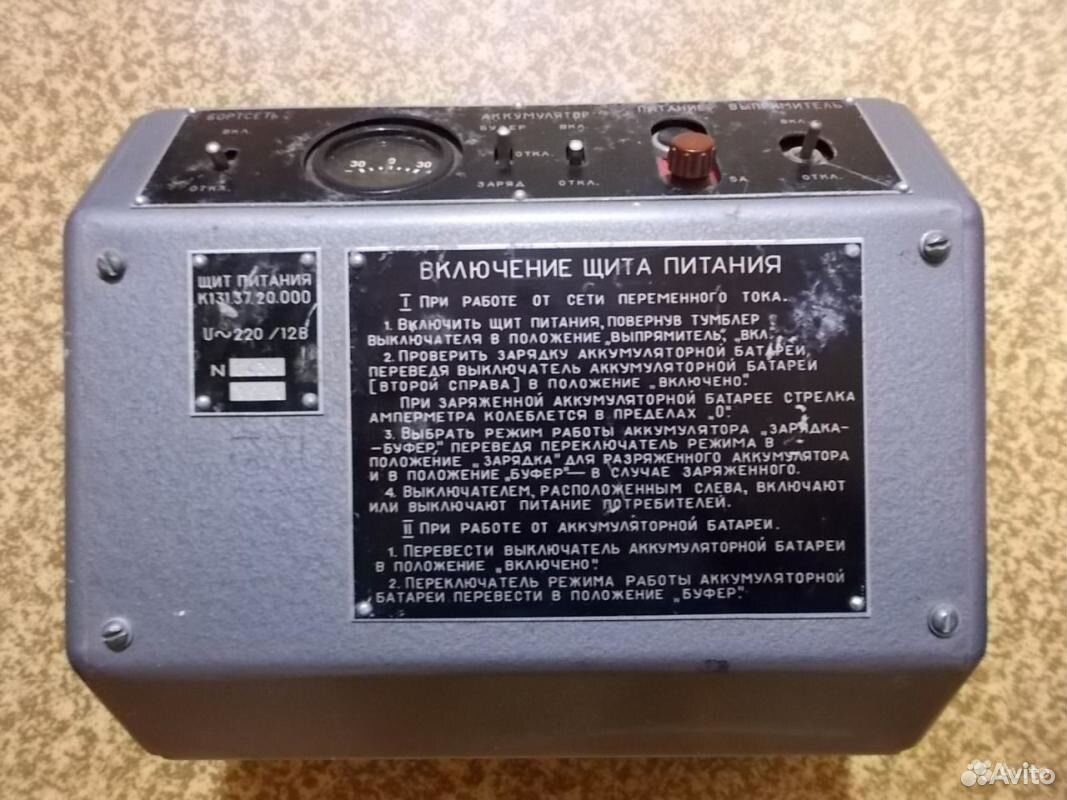 БОРТСЕТЬ АККУМУЛЯТОР ПИТАНИЕ ВЫПРЯМИТЕЛЬ
ВКЛ. БУФЕР ВКЛ. ВКЛ.
30 0 30 ОТКЛ.
ОТКЛ. ЗАРЯД ОТКЛ. 5А ОТКЛ.
ЩИТ ПИТАНИЯ
К131.37.20.000
U~220/12В
N
ВКЛЮЧЕНИЕ ЩИТА ПИТАНИЯ
I ПРИ РАБОТЕ ОТ СЕТИ ПЕРЕМЕННОГО ТОКА.
1. ВКЛЮЧИТЬ ЩИТ ПИТАНИЯ, ПОВЕРНУВ ТУМБЛЕР
ВЫКЛЮЧАТЕЛЯ В ПОЛОЖЕНИЕ „ВЫПРЯМИТЕЛЬ", „ВКЛ.
2. ПРОВЕРИТЬ ЗАРЯДКУ АККУМУЛЯТОРНОЙ БАТАРЕИ,
ПЕРЕВЕДЯ ВЫКЛЮЧАТЕЛЬ АККУМУЛЯТОРНОЙ БАТАРЕИ
[ВТОРОЙ СПРАВА] В ПОЛОЖЕНИЕ „ВКЛЮЧЕНО".
ПРИ ЗАРЯЖЕННОЙ АККУМУЛЯТОРНОЙ БАТАРЕЕ СТРЕЛКА
АМПЕРМЕТРА КОЛЕБЛЕТСЯ В ПРЕДЕЛАХ „0".
3. ВЫБРАТЬ РЕЖИМ РАБОТЫ АККУМУЛЯТОРА „ЗАРЯДКА-
-БУФЕР," ПЕРЕВЕДЯ ПЕРЕКЛЮЧАТЕЛЬ РЕЖИМА В
ПОЛОЖЕНИЕ „ЗАРЯДКА" ДЛЯ РАЗРЯЖЕННОГО АККУМУЛЯТОРА
И В ПОЛОЖЕНИЕ „БУФЕР"— В СЛУЧАЕ ЗАРЯЖЕННОГО.
4. ВЫКЛЮЧАТЕЛЕМ, РАСПОЛОЖЕННЫМ СЛЕВА, ВКЛЮЧАЮТ
ИЛИ ВЫКЛЮЧАЮТ ПИТАНИЕ ПОТРЕБИТЕЛЕЙ.
II ПРИ РАБОТЕ ОТ АККУМУЛЯТОРНОЙ БАТАРЕИ.
1. ПЕРЕВЕСТИ ВЫКЛЮЧАТЕЛЬ АККУМУЛЯТОРНОЙ БАТАРЕИ
В ПОЛОЖЕНИЕ „ВКЛЮЧЕНО".
2. ПЕРЕКЛЮЧАТЕЛЬ РЕЖИМА РАБОТЫ АККУМУЛЯТОРНОЙ
БАТАРЕИ ПЕРЕВЕСТИ В ПОЛОЖЕНИЕ „БУФЕР".
Avito